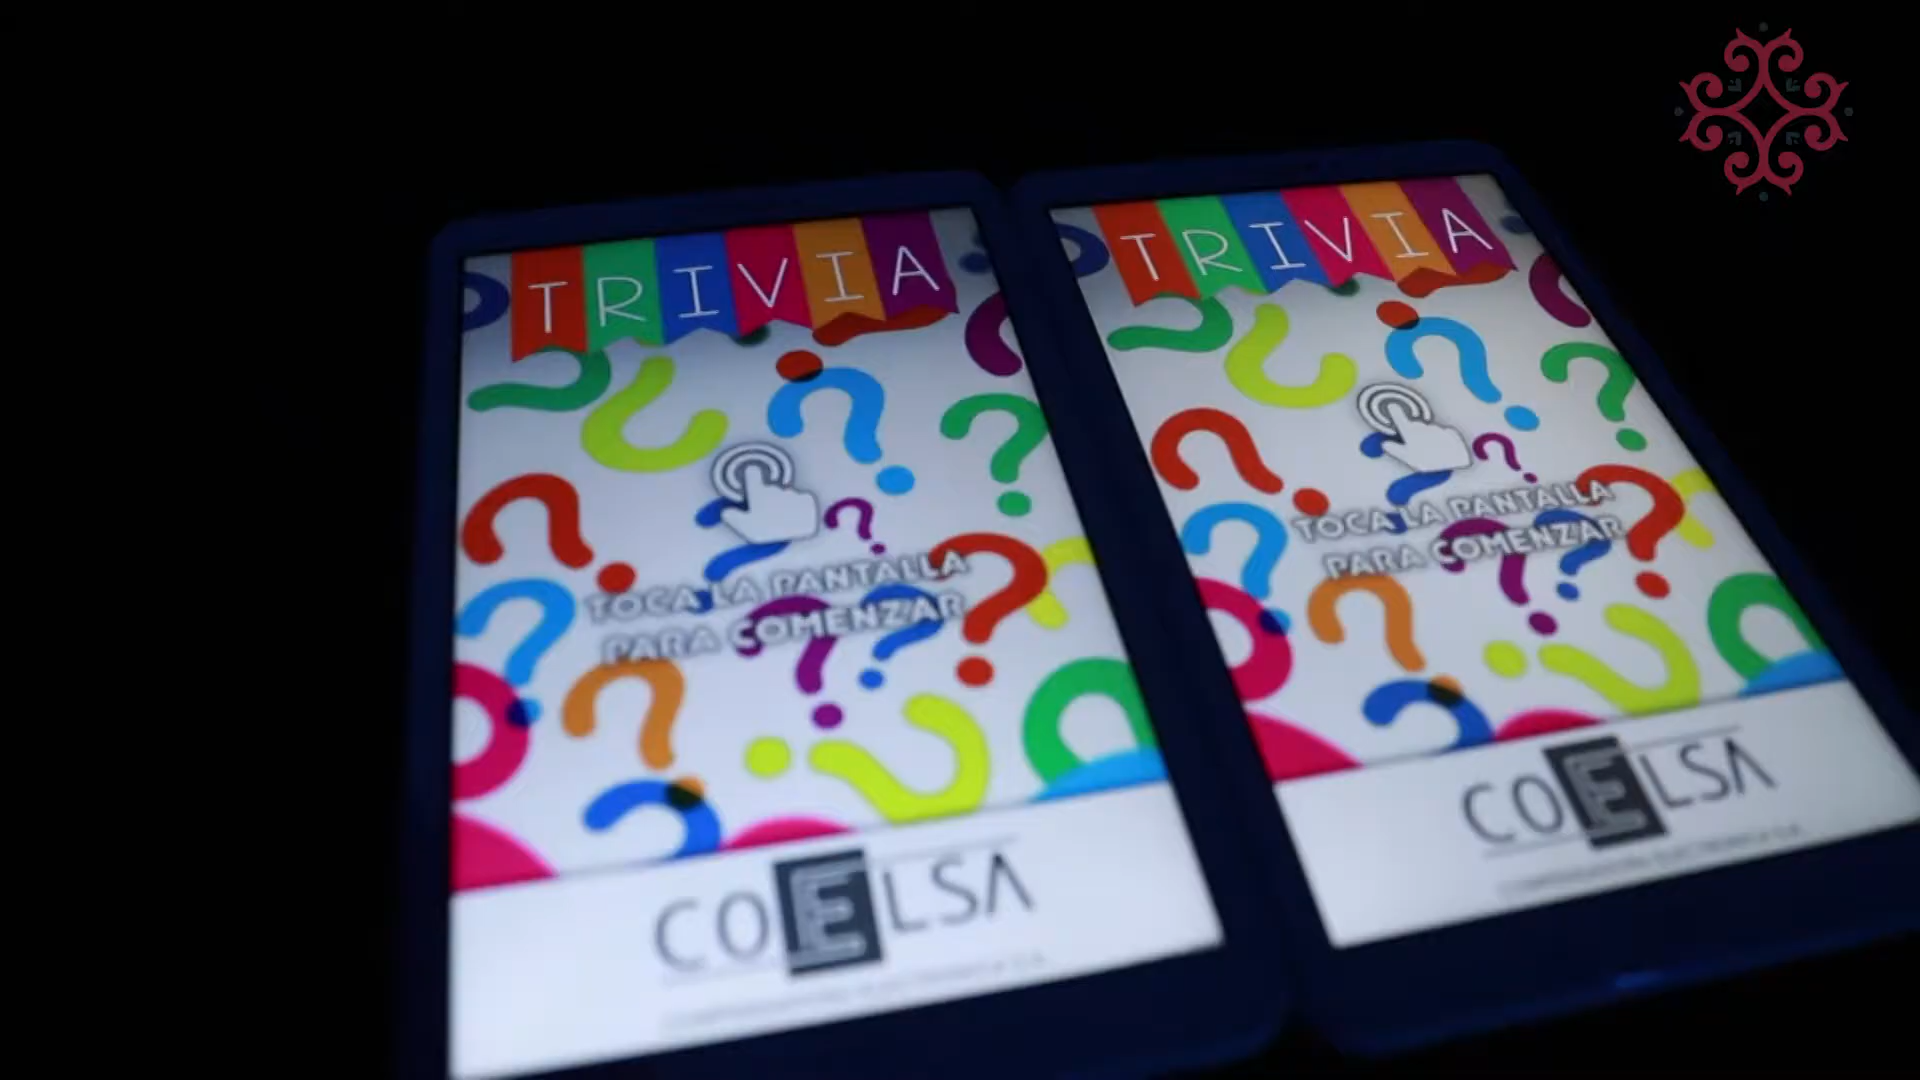 TRIVIA
TOCA LA PANTALLA
PARA COMENZAR
COELSA
TRIVIA
TOCA LA PANTALLA
PARA COMENZAR
COELSA